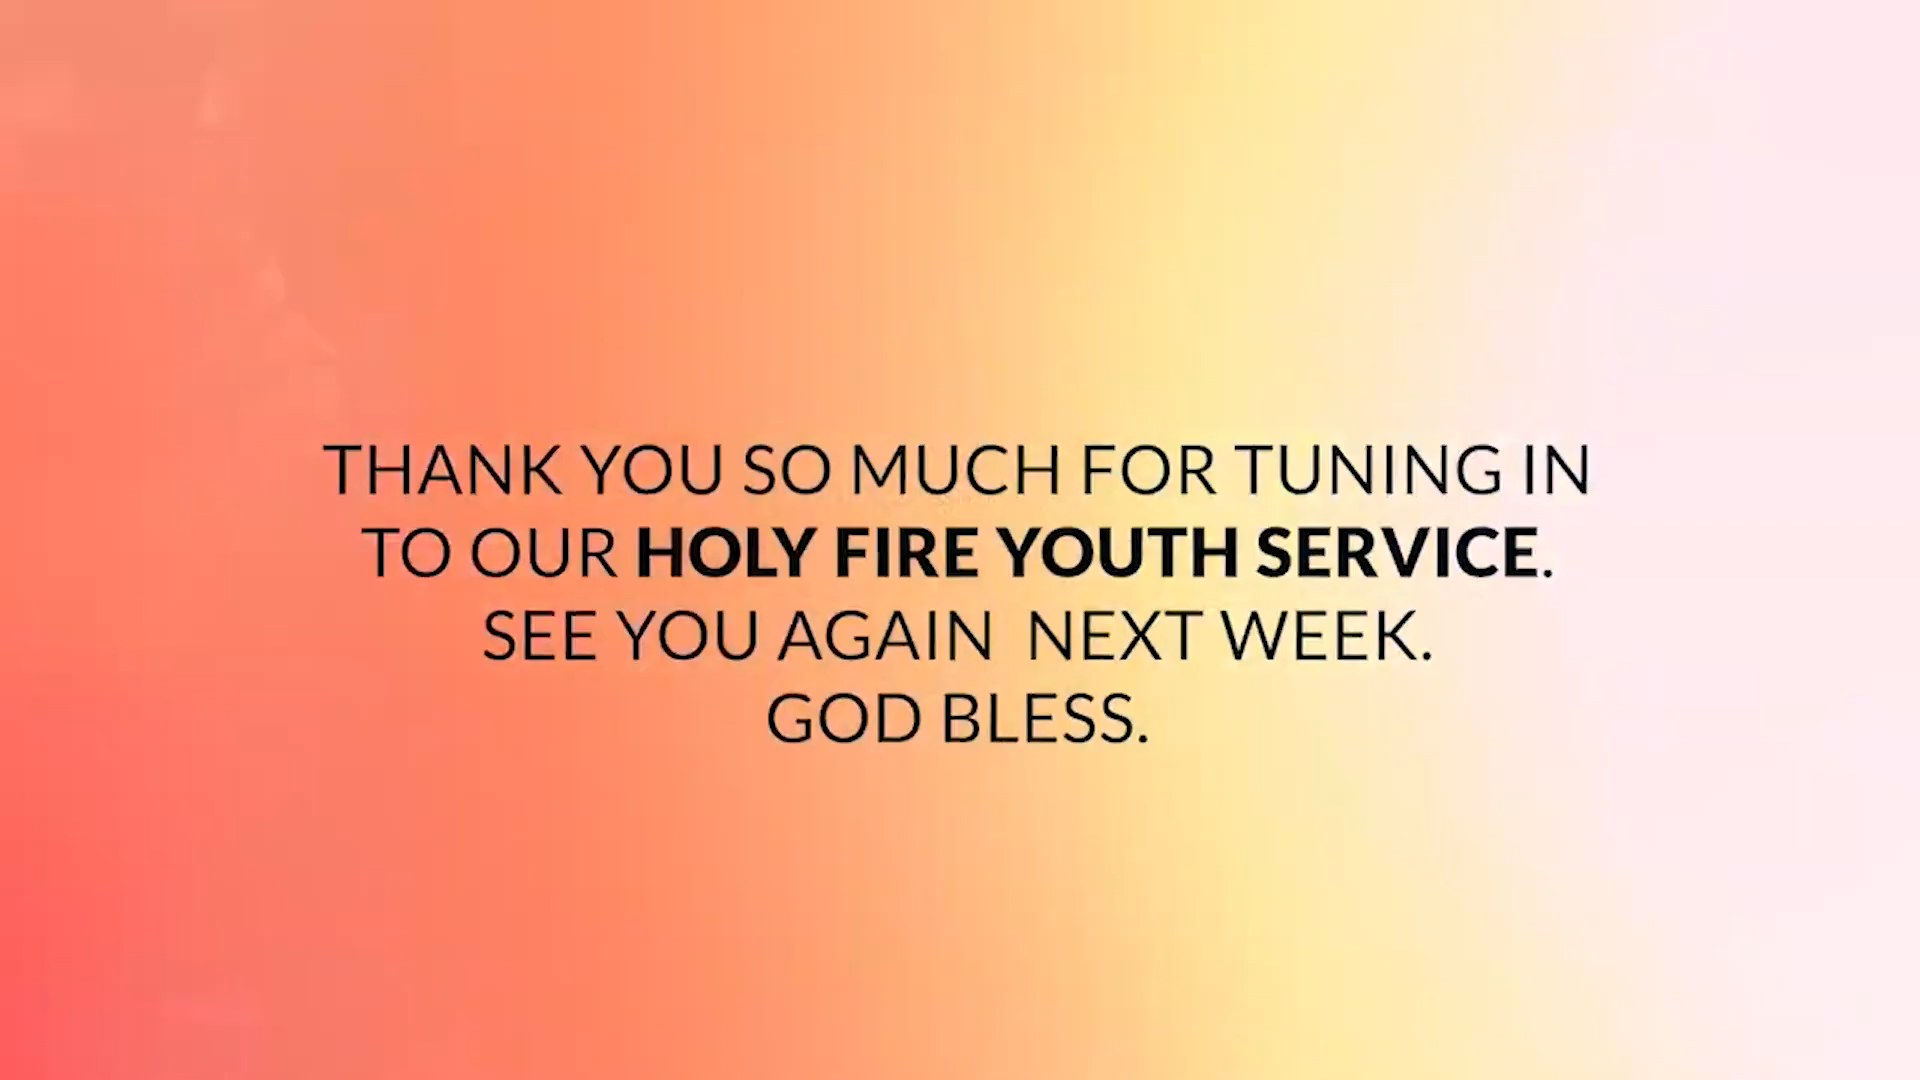 THANK YOU SO MUCH FOR TUNING IN
TO OUR HOLY FIRE YOUTH SERVICE.
SEE YOU AGAIN  NEXT WEEK.
GOD BLESS.